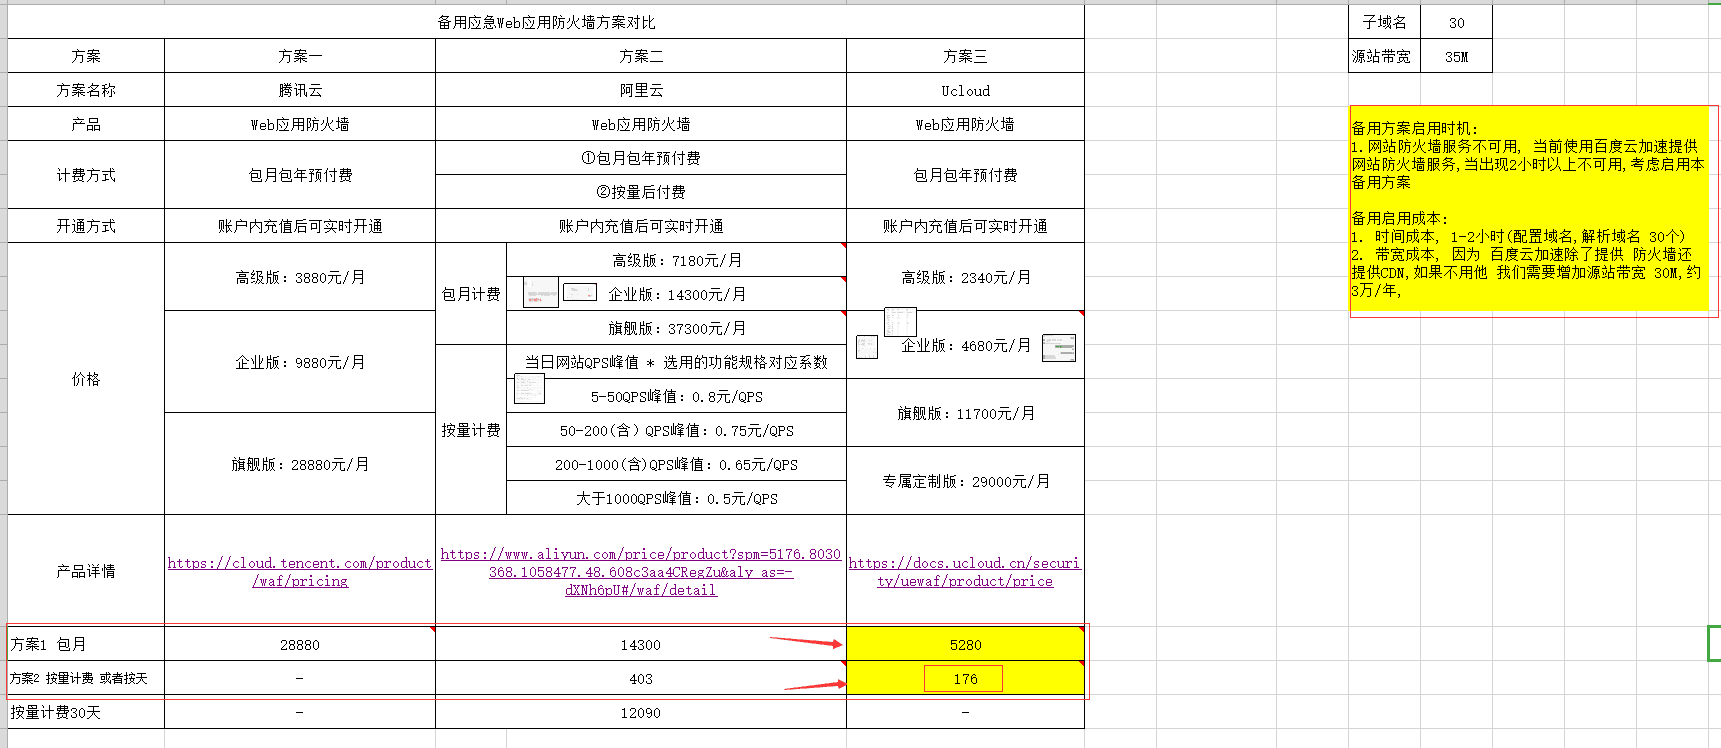 备用应急Web应用防火墙方案对比
方案 方案一 方案二 方案三
方案名称 腾讯云 阿里云 Ucloud
产品 Web应用防火墙 Web应用防火墙 Web应用防火墙
计费方式 包月包年预付费 ①包月包年预付费 包月包年预付费
②按量后付费
开通方式 账户内充值后可实时开通 账户内充值后可实时开通 账户内充值后可实时开通
价格
高级版：3880元/月
企业版：9880元/月
旗舰版：28880元/月
包月计费
高级版：7180元/月
企业版：14300元/月
旗舰版：37300元/月
按量计费
当日网站QPS峰值 * 选用的功能规格对应系数
5-50QPS峰值：0.8元/QPS
50-200(含）QPS峰值：0.75元/QPS
200-1000(含)QPS峰值：0.65元/QPS
大于1000QPS峰值：0.5元/QPS
高级版：2340元/月
企业版：4680元/月
旗舰版：11700元/月
专属定制版：29000元/月
产品详情
https://cloud.tencent.com/product
/waf/pricing
https://www.aliyun.com/price/product?spm=5176.8030
368.1058477.48.608c3aa4CRegZu&aly_as=-
dXNh6pU#/waf/detail
https://docs.ucloud.cn/securi
ty/uewaf/product/price
方案1 包月 28880 14300 5280
方案2 按量计费 或者按天 - 403 176
按量计费30天 - 12090 -
子域名 30
源站带宽 35M
备用方案启用时机：
1.网站防火墙服务不可用, 当前使用百度云加速提供
网站防火墙服务,当出现2小时以上不可用,考虑启用本
备用方案
备用启用成本：
1. 时间成本, 1-2小时(配置域名,解析域名 30个)
2. 带宽成本, 因为 百度云加速除了提供 防火墙还
提供CDN,如果不用他 我们需要增加源站带宽 30M,约
3万/年,